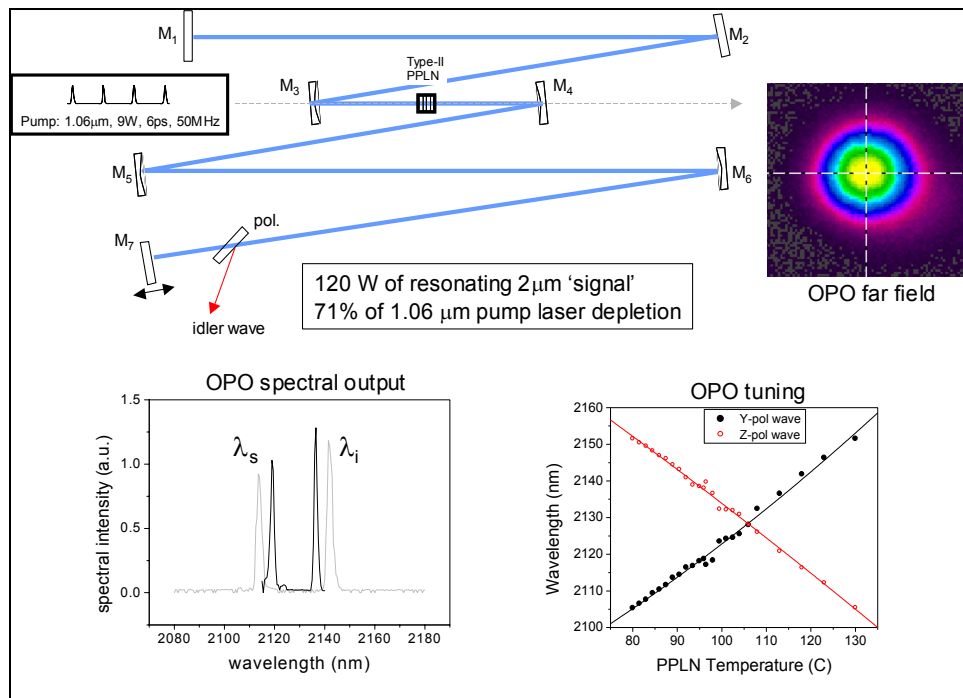 M1
M2
Type-II
PPLN
M3
M4
Pump: 1.06μm, 9W, 6ps, 50MHz
M5
M6
pol.
M7
idler wave
120 W of resonating 2μm 'signal'
71% of 1.06 μm pump laser depletion
OPO far field
OPO spectral output
1.5
1.0
0.5
0.0
spectral intensity (a.u.)
λs
λi
2080 2100 2120 2140 2160 2180
wavelength (nm)
OPO tuning
2160
2150
2140
2130
2120
2110
2100
Wavelength (nm)
Y-pol wave
Z-pol wave
80 90 100 110 120 130
PPLN Temperature (C)